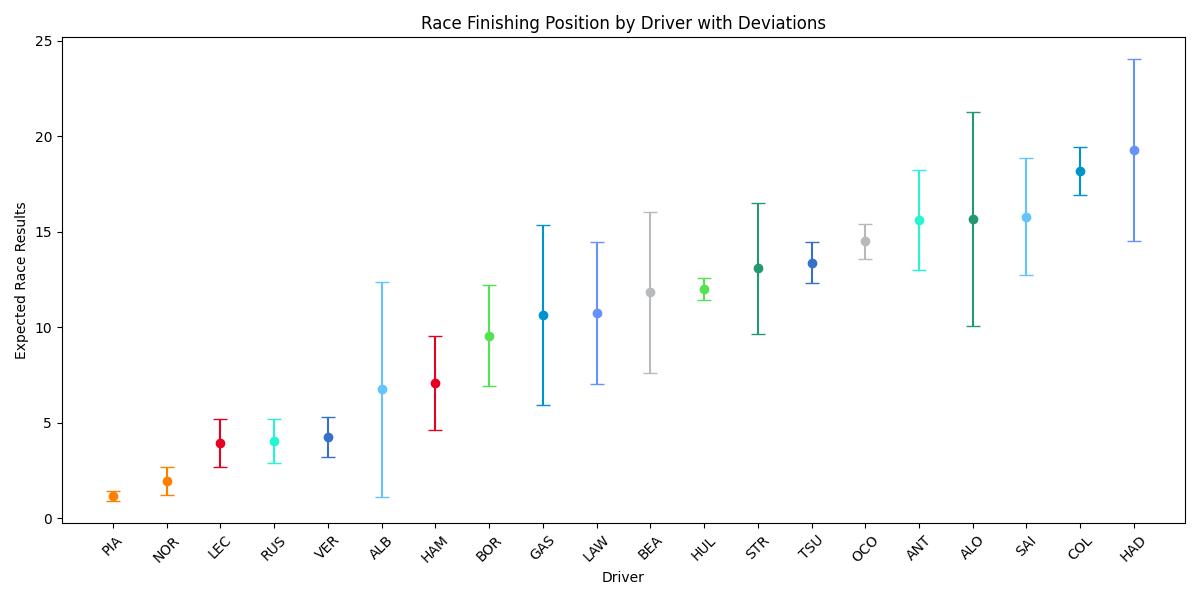 Race Finishing Position by Driver with Deviations
Expected Race Results
25
20
15
10
5
0
PIA
NOR
LEC
RUS
VER
ALB
HAM
BOR
GAS
LAW
BEA
HUL
STR
TSU
OCO
ANT
ALO
SAI
COL
HAD
Driver